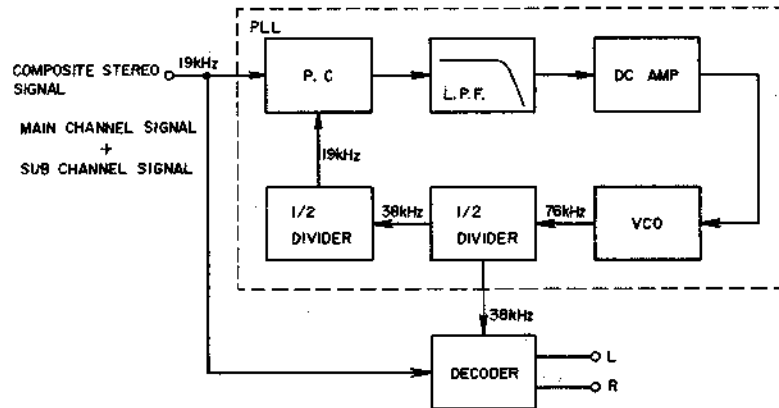 PLL
19kHz
COMPOSITE STEREO
SIGNAL
P. C
L.P.F.
DC AMP
MAIN CHANNEL SIGNAL
+
SUB CHANNEL SIGNAL
19kHz
1/2
DIVIDER
38kHz
1/2
DIVIDER
76kHz
VCO
38kHz
DECODER
L
R